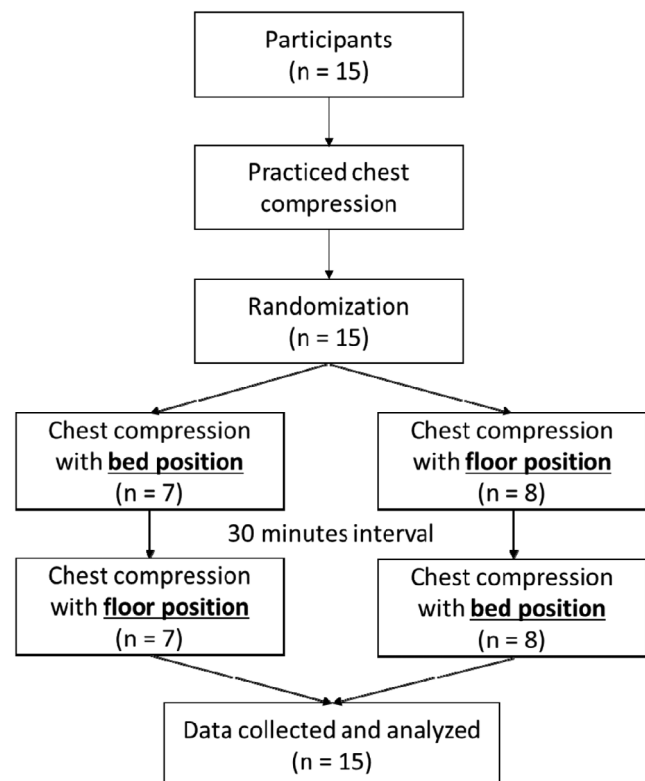 Participants
(n = 15)
Practiced chest
compression
Randomization
(n = 15)
Chest compression
with bed position
(n = 7)
Chest compression
with floor position
(n = 8)
30 minutes interval
Chest compression
with floor position
(n = 7)
Chest compression
with bed position
(n = 8)
Data collected and analyzed
(n = 15)